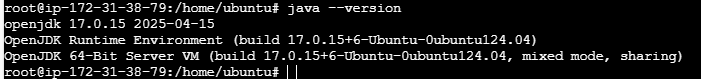 root@ip-172-31-38-79:/home/ubuntu# java --version
openjdk 17.0.15 2025-04-15
OpenJDK Runtime Environment (build 17.0.15+6-Ubuntu-0ubuntu124.04)
OpenJDK 64-Bit Server VM (build 17.0.15+6-Ubuntu-0ubuntu124.04, mixed mode, sharing)
root@ip-172-31-38-79:/home/ubuntu#